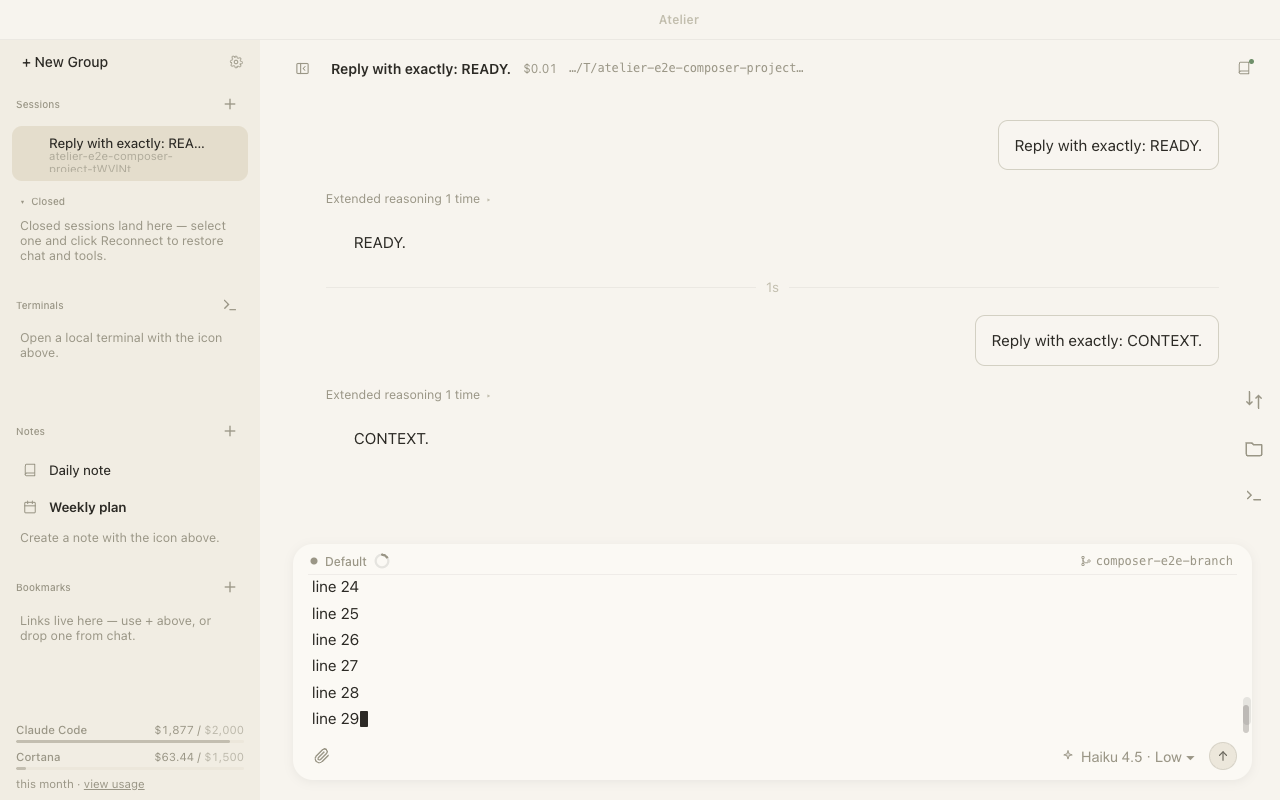 Atelier
+ New Group
Sessions
Reply with exactly: REA...
atelier-e2e-composer-
project-tWVINt
Closed
Closed sessions land here — select
one and click Reconnect to restore
chat and tools.
Terminals
Open a local terminal with the icon
above.
Notes
Daily note
Weekly plan
Create a note with the icon above.
Bookmarks
Links live here — use + above, or
drop one from chat.
Claude Code $1,877 / $2,000
Cortana $63.44 / $1,500
this month · view usage
Reply with exactly: READY. $0.01 …/T/atelier-e2e-composer-project…
Reply with exactly: READY.
Extended reasoning 1 time
READY.
1s
Reply with exactly: CONTEXT.
Extended reasoning 1 time
CONTEXT.
Default composer-e2e-branch
line 24
line 25
line 26
line 27
line 28
line 29
Haiku 4.5 · Low